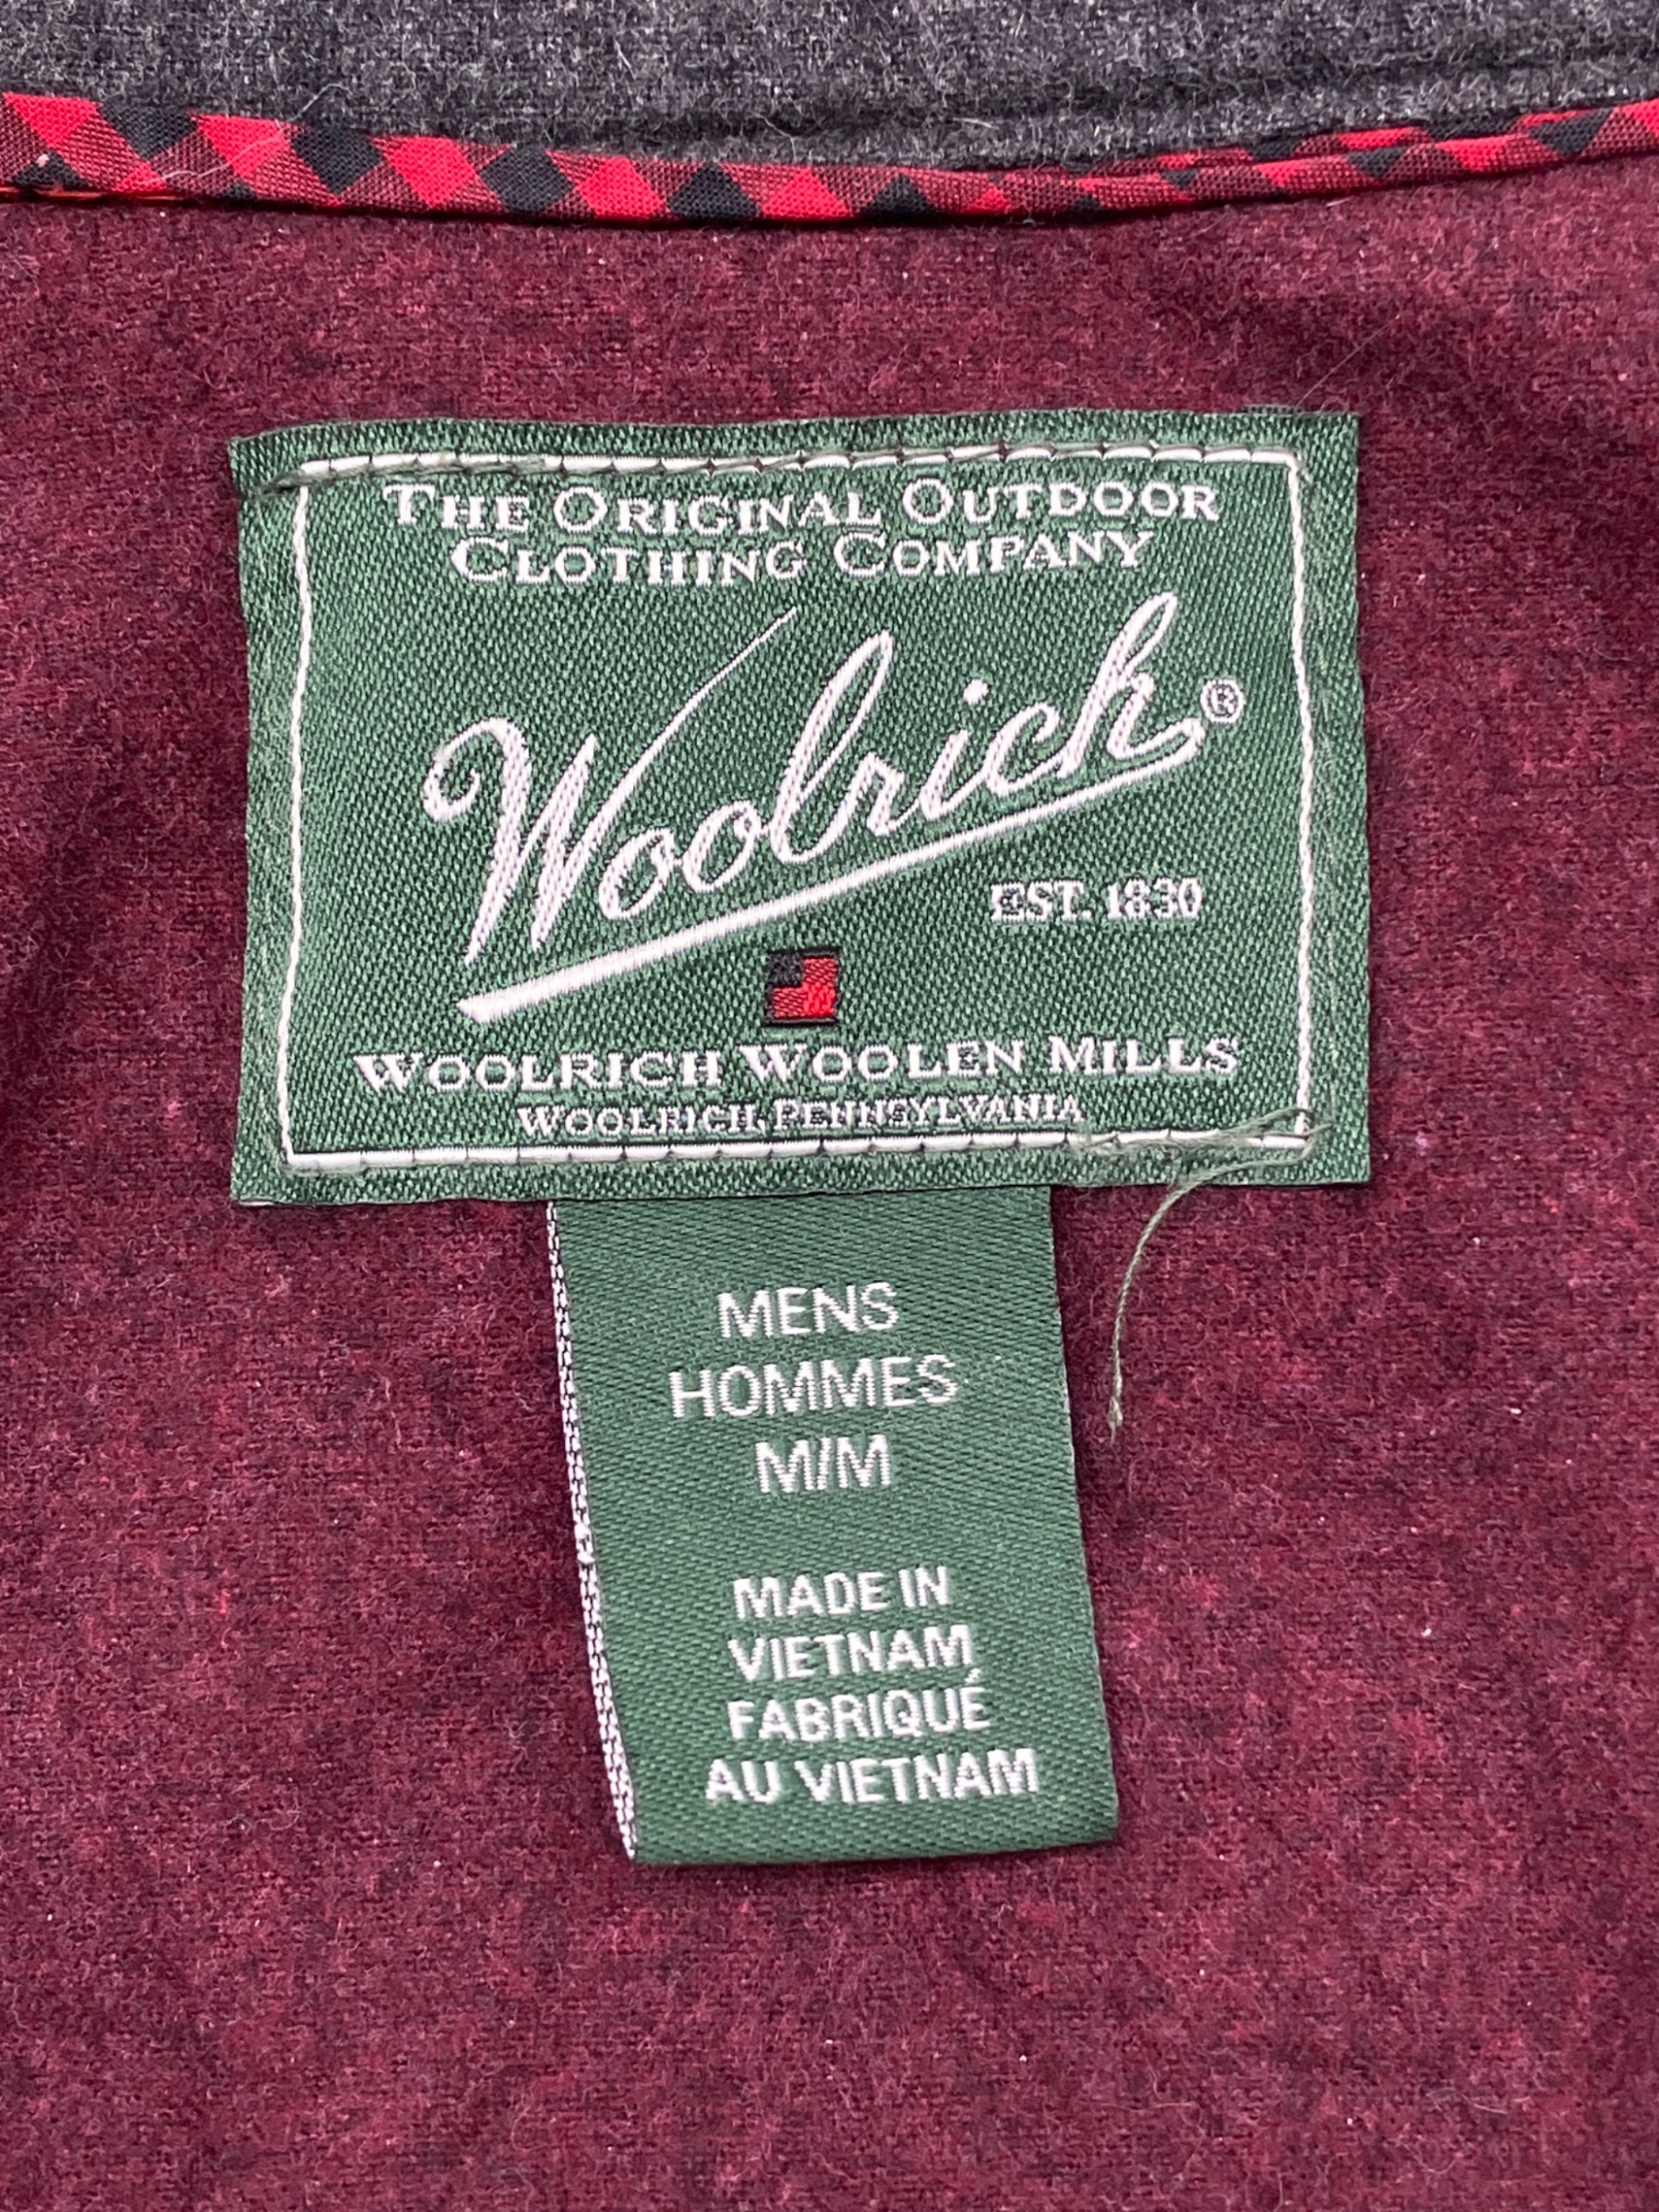 THE ORIGINAL OUTDOOR
CLOTHING COMPANY
Woolrich®
EST. 1830
WOOLRICH WOOLEN MILLS
WOOLRICH, PENNSYLVANIA
MENS
HOMMES
M/M
MADE IN
VIETNAM
FABRIQUÉ
AU VIETNAM